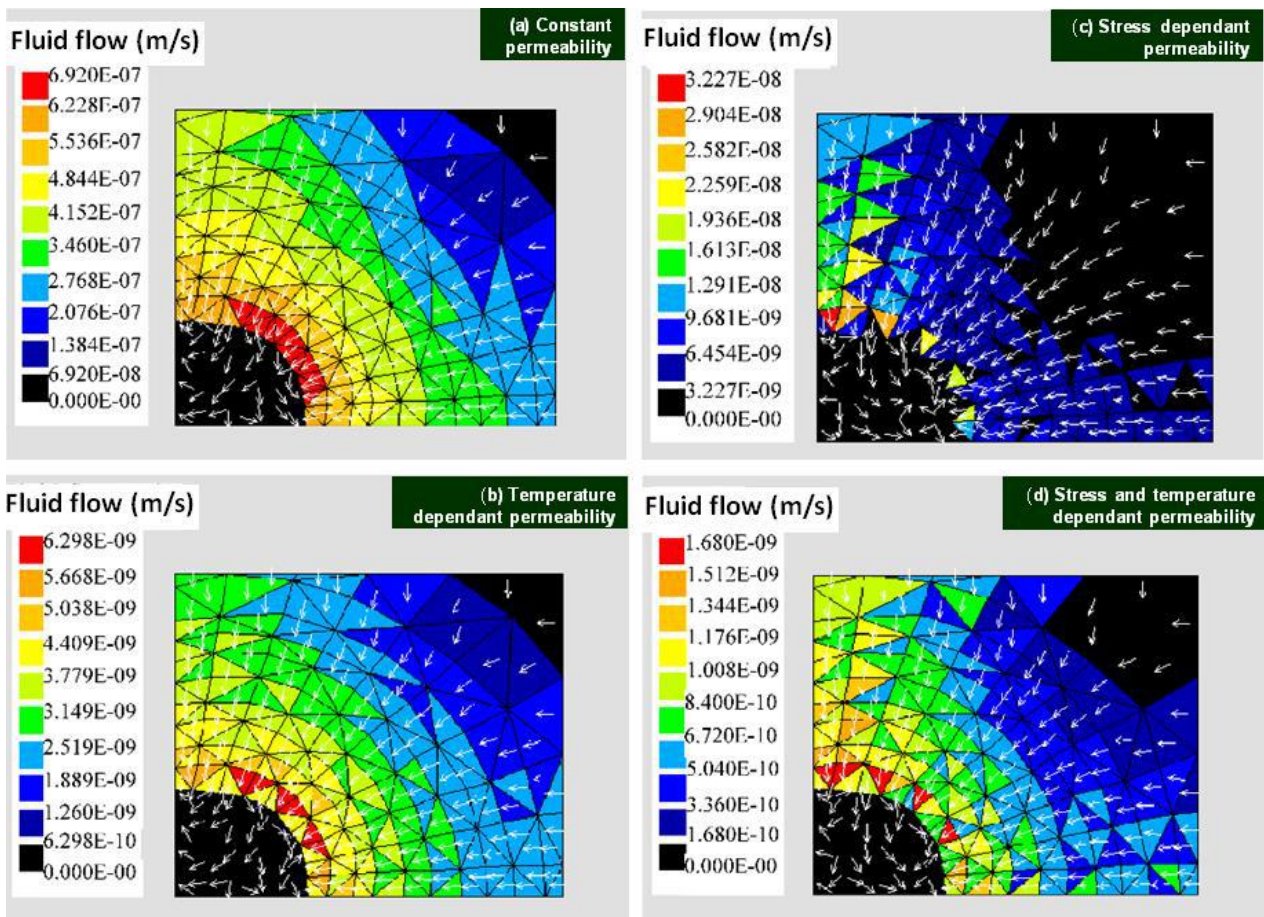 (a) Constant
permeability
Fluid flow (m/s)
6.920E-07
6.228E-07
5.536E-07
4.844E-07
4.152E-07
3.460E-07
2.768E-07
2.076E-07
1.384E-07
6.920E-08
0.000E-00
(c) Stress dependant
permeability
Fluid flow (m/s)
3.227E-08
2.904E-08
2.582E-08
2.259E-08
1.936E-08
1.613E-08
1.291E-08
9.681E-09
6.454E-09
3.227E-09
0.000E-00
(b) Temperature
dependant permeability
Fluid flow (m/s)
6.298E-09
5.668E-09
5.038E-09
4.409E-09
3.779E-09
3.149E-09
2.519E-09
1.889E-09
1.260E-09
6.298E-10
0.000E-00
(d) Stress and temperature
dependant permeability
Fluid flow (m/s)
1.680E-09
1.512E-09
1.344E-09
1.176E-09
1.008E-09
8.400E-10
6.720E-10
5.040E-10
3.360E-10
1.680E-10
0.000E-00